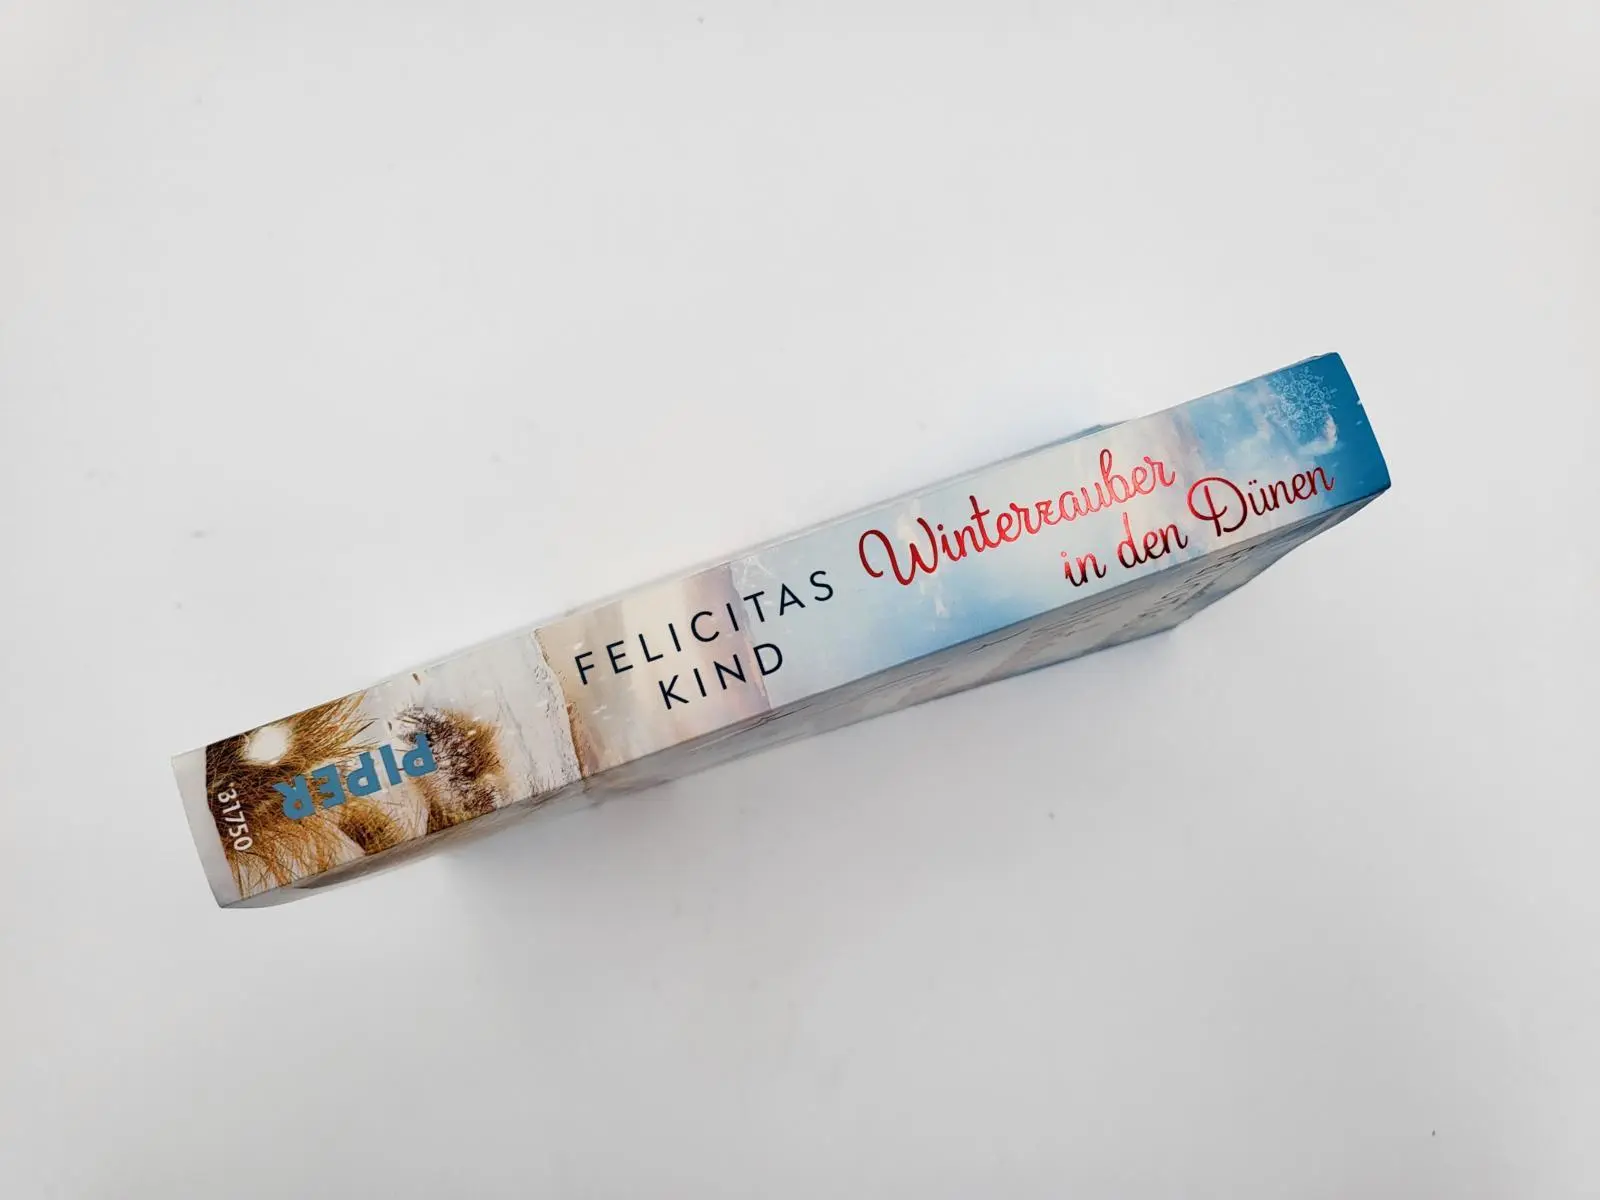 FELICITAS
KIND
Winterzauber
in den Dünen
PIPER
31750